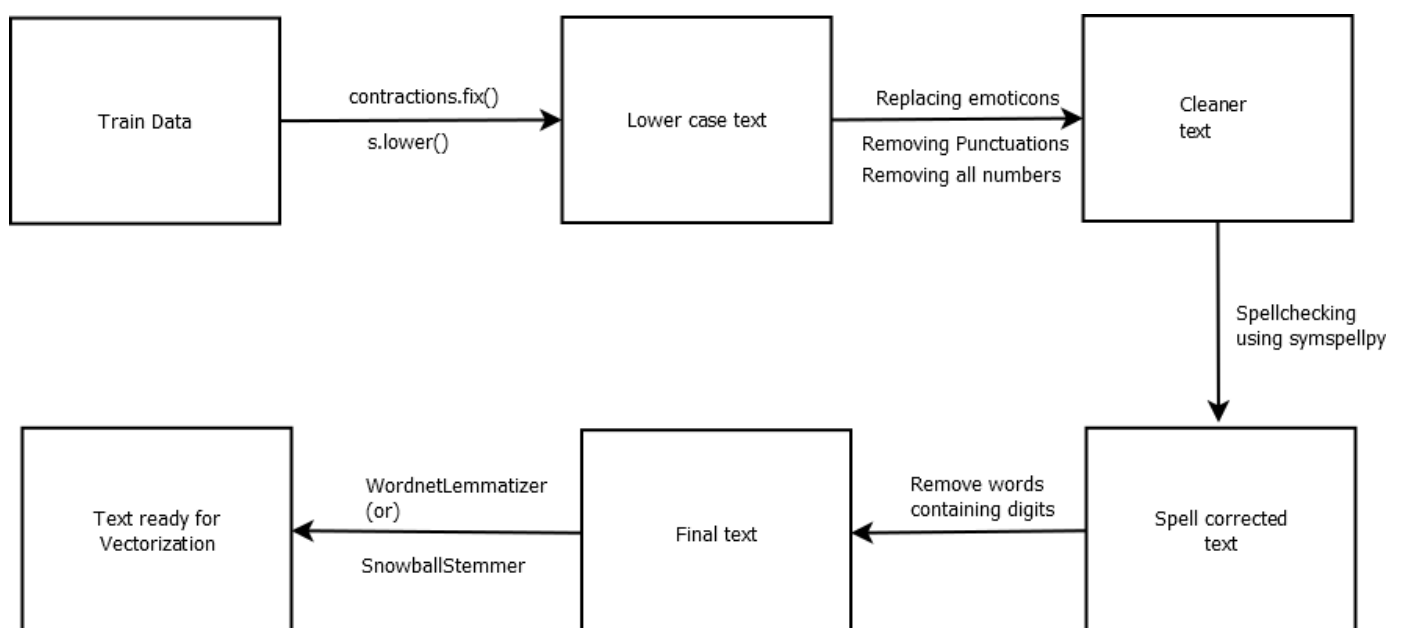 Train Data
contractions.fix()
s.lower()
Lower case text
Replacing emoticons
Removing Punctuations
Removing all numbers
Cleaner
text
Spellchecking
using symspellpy
Spell corrected
text
Remove words
containing digits
Final text
WordnetLemmatizer
(or)
SnowballStemmer
Text ready for
Vectorization